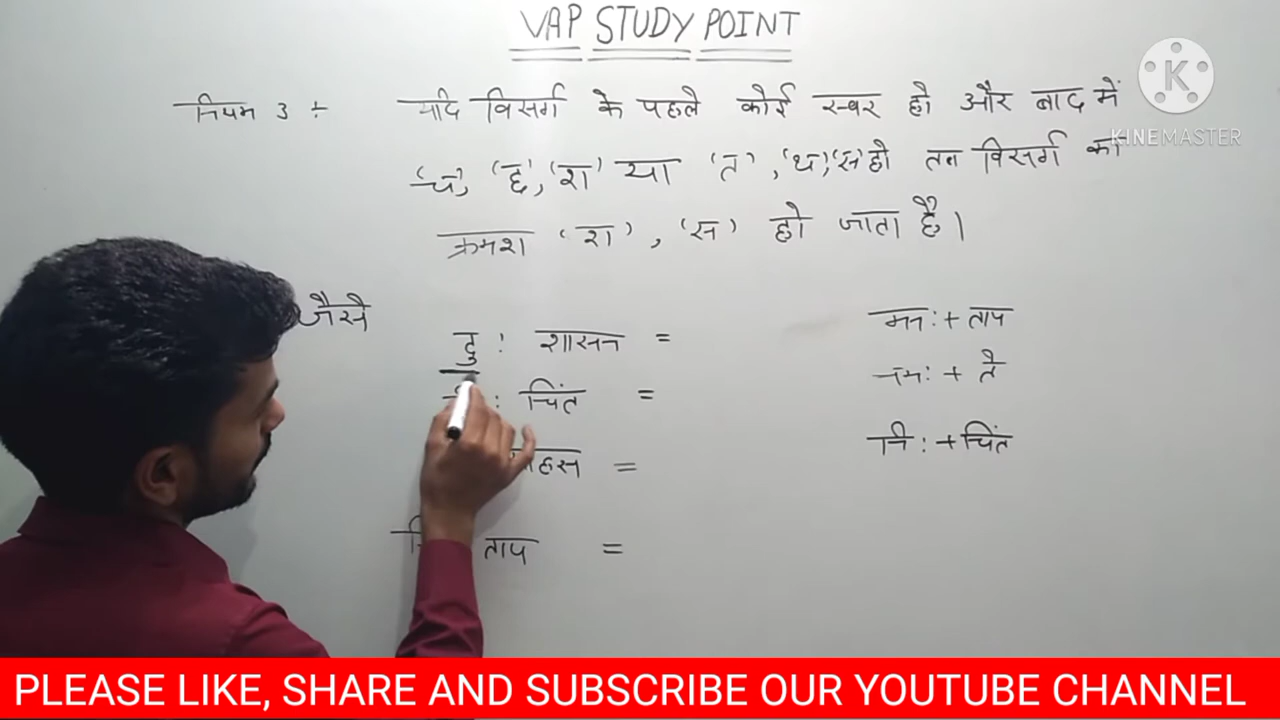 VAP STUDY POINT
K
KINEMASTER
नियम 3 ÷ यदि विसर्ग के पहले कोई स्वर हो और बाद में
'च', 'छ', 'श' या 'त', 'थ', 'स' हो तब विसर्ग का
क्रमश 'श', 'स' हो जाता है।
जैसे
दु : शासन =
: चिंत =
=
ताप =
मन: + ताप
नम: + ते
नि: + चिंत
PLEASE LIKE, SHARE AND SUBSCRIBE OUR YOUTUBE CHANNEL